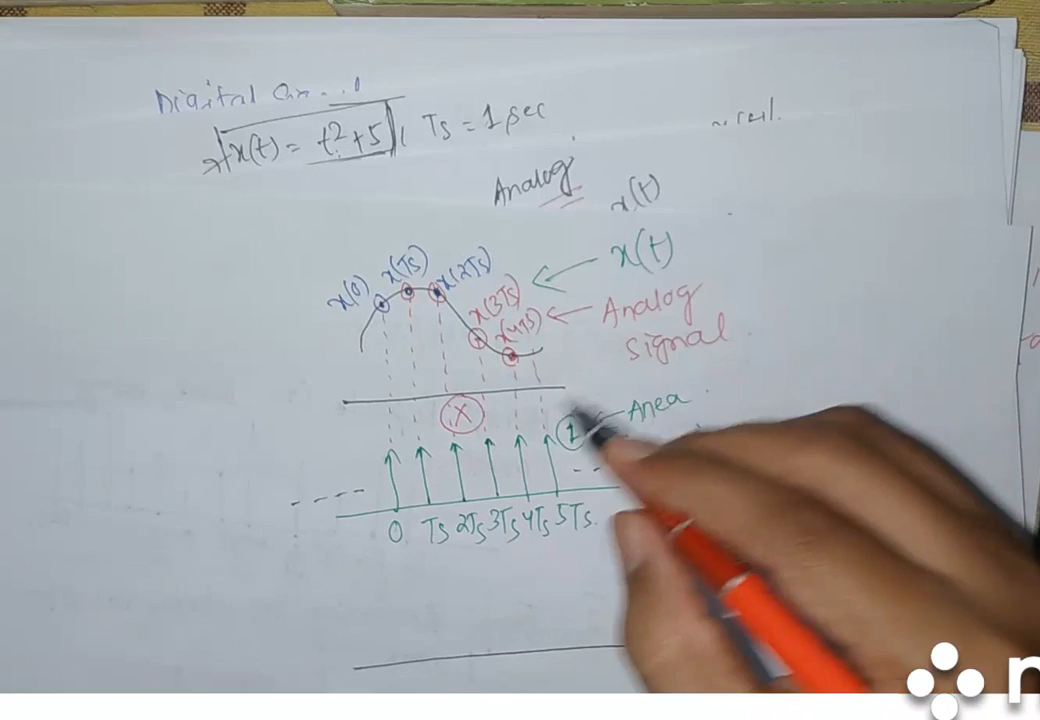 Digital
x(t) = t²+5, Ts = 1 sec
Analog
x(t)
x(t)
x(0) x(Ts) x(2Ts)
x(3Ts)
x(4Ts)
Analog
signal
X
1 ← Area
0 Ts 2Ts 3Ts 4Ts 5Ts.